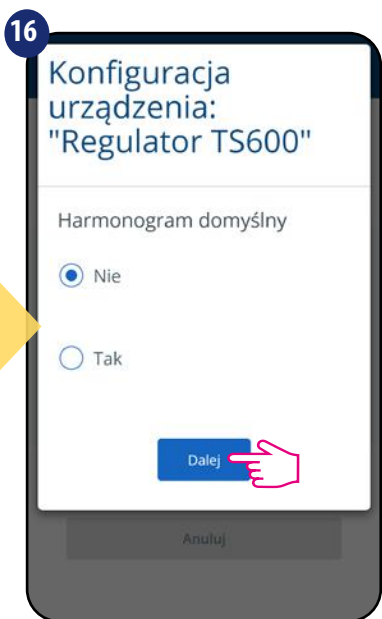 16
Konfiguracja
urządzenia:
"Regulator TS600"
Harmonogram domyślny
Nie
Tak
Dalej
Anuluj